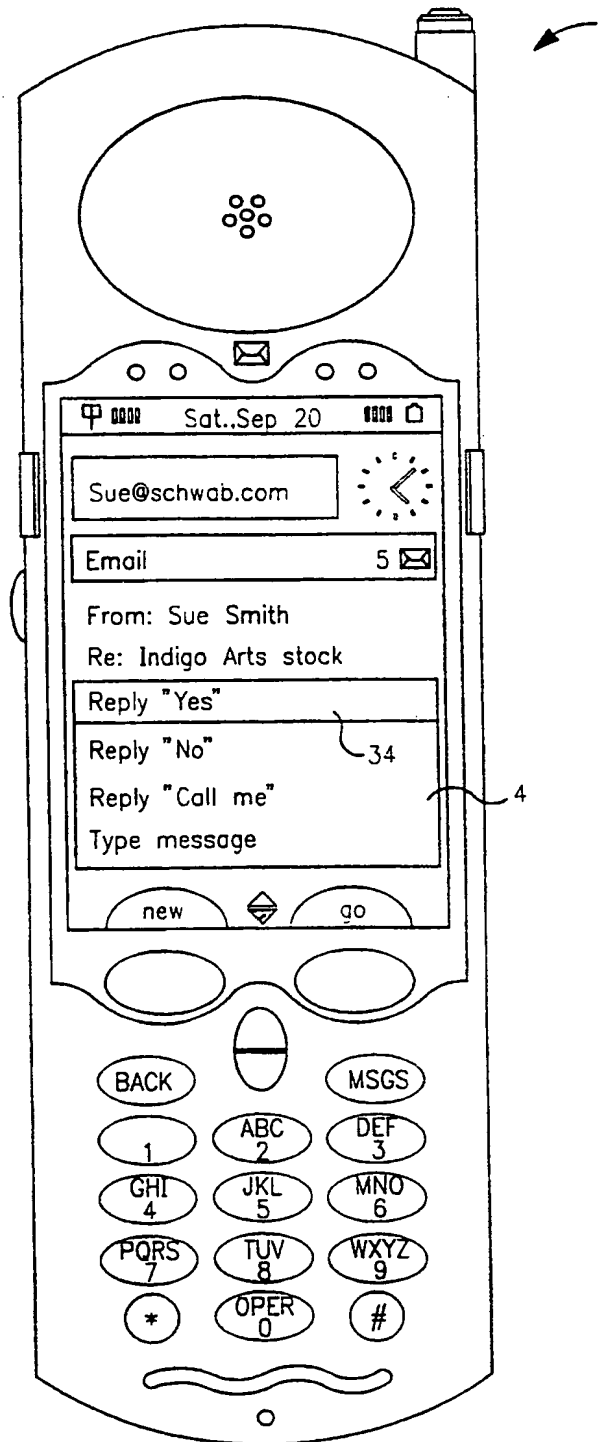 Sat.,Sep 20
Sue@schwab.com
Email 5
From: Sue Smith
Re: Indigo Arts stock
Reply "Yes"
34
Reply "No"
Reply "Call me"
4
Type message
new go
BACK MSGS
1 ABC 2 DEF 3
GHI 4 JKL 5 MNO 6
PQRS 7 TUV 8 WXYZ 9
* OPER 0 #